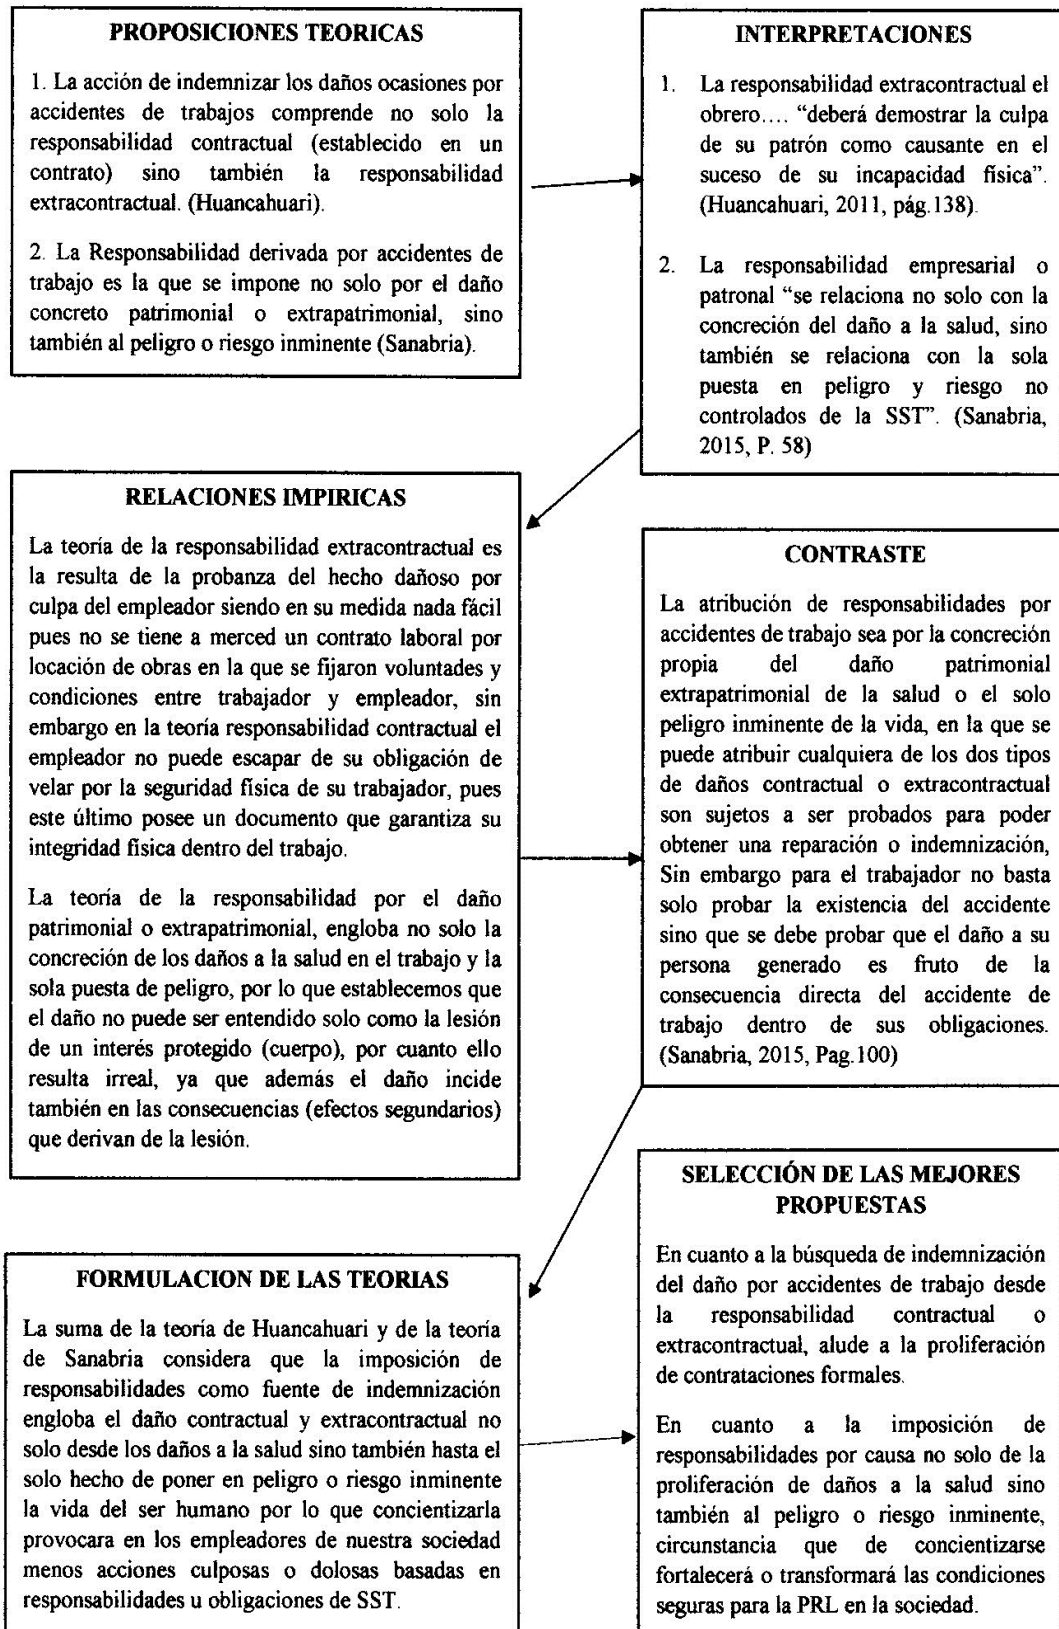 PROPOSICIONES TEORICAS
1. La acción de indemnizar los daños ocasiones por
accidentes de trabajos comprende no solo la
responsabilidad contractual (establecido en un
contrato) sino también la responsabilidad
extracontractual. (Huancahuari).
2. La Responsabilidad derivada por accidentes de
trabajo es la que se impone no solo por el daño
concreto patrimonial o extrapatrimonial, sino
también al peligro o riesgo inminente (Sanabria).
INTERPRETACIONES
1. La responsabilidad extracontractual el
obrero.... “deberá demostrar la culpa
de su patrón como causante en el
suceso de su incapacidad física”.
(Huancahuari, 2011, pág.138).
2. La responsabilidad empresarial o
patronal “se relaciona no solo con la
concreción del daño a la salud, sino
también se relaciona con la sola
puesta en peligro y riesgo no
controlados de la SST”. (Sanabria,
2015, P. 58)
RELACIONES IMPIRICAS
La teoría de la responsabilidad extracontractual es
la resulta de la probanza del hecho dañoso por
culpa del empleador siendo en su medida nada fácil
pues no se tiene a merced un contrato laboral por
locación de obras en la que se fijaron voluntades y
condiciones entre trabajador y empleador, sin
embargo en la teoría responsabilidad contractual el
empleador no puede escapar de su obligación de
velar por la seguridad física de su trabajador, pues
este último posee un documento que garantiza su
integridad física dentro del trabajo.
La teoría de la responsabilidad por el daño
patrimonial o extrapatrimonial, engloba no solo la
concreción de los daños a la salud en el trabajo y la
sola puesta de peligro, por lo que establecemos que
el daño no puede ser entendido solo como la lesión
de un interés protegido (cuerpo), por cuanto ello
resulta irreal, ya que además el daño incide
también en las consecuencias (efectos segundarios)
que derivan de la lesión.
CONTRASTE
La atribución de responsabilidades por
accidentes de trabajo sea por la concreción
propia del daño patrimonial
extrapatrimonial de la salud o el solo
peligro inminente de la vida, en la que se
puede atribuir cualquiera de los dos tipos
de daños contractual o extracontractual
son sujetos a ser probados para poder
obtener una reparación o indemnización,
Sin embargo para el trabajador no basta
solo probar la existencia del accidente
sino que se debe probar que el daño a su
persona generado es fruto de la
consecuencia directa del accidente de
trabajo dentro de sus obligaciones.
(Sanabria, 2015, Pag.100)
FORMULACION DE LAS TEORIAS
La suma de la teoría de Huancahuari y de la teoría
de Sanabria considera que la imposición de
responsabilidades como fuente de indemnización
engloba el daño contractual y extracontractual no
solo desde los daños a la salud sino también hasta el
solo hecho de poner en peligro o riesgo inminente
la vida del ser humano por lo que concientizarla
provocara en los empleadores de nuestra sociedad
menos acciones culposas o dolosas basadas en
responsabilidades u obligaciones de SST.
SELECCIÓN DE LAS MEJORES
PROPUESTAS
En cuanto a la búsqueda de indemnización
del daño por accidentes de trabajo desde
la responsabilidad contractual o
extracontractual, alude a la proliferación
de contrataciones formales.
En cuanto a la imposición de
responsabilidades por causa no solo de la
proliferación de daños a la salud sino
también al peligro o riesgo inminente,
circunstancia que de concientizarse
fortalecerá o transformará las condiciones
seguras para la PRL en la sociedad.